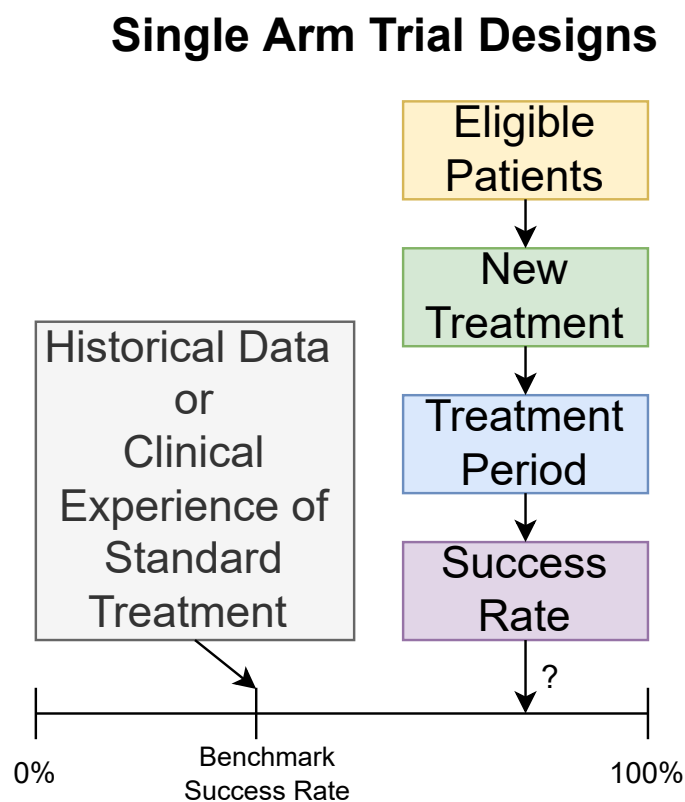 Single Arm Trial Designs
Eligible
Patients
New
Treatment
Treatment
Period
Success
Rate
Historical Data
or
Clinical
Experience of
Standard
Treatment
?
0%
Benchmark
Success Rate
100%